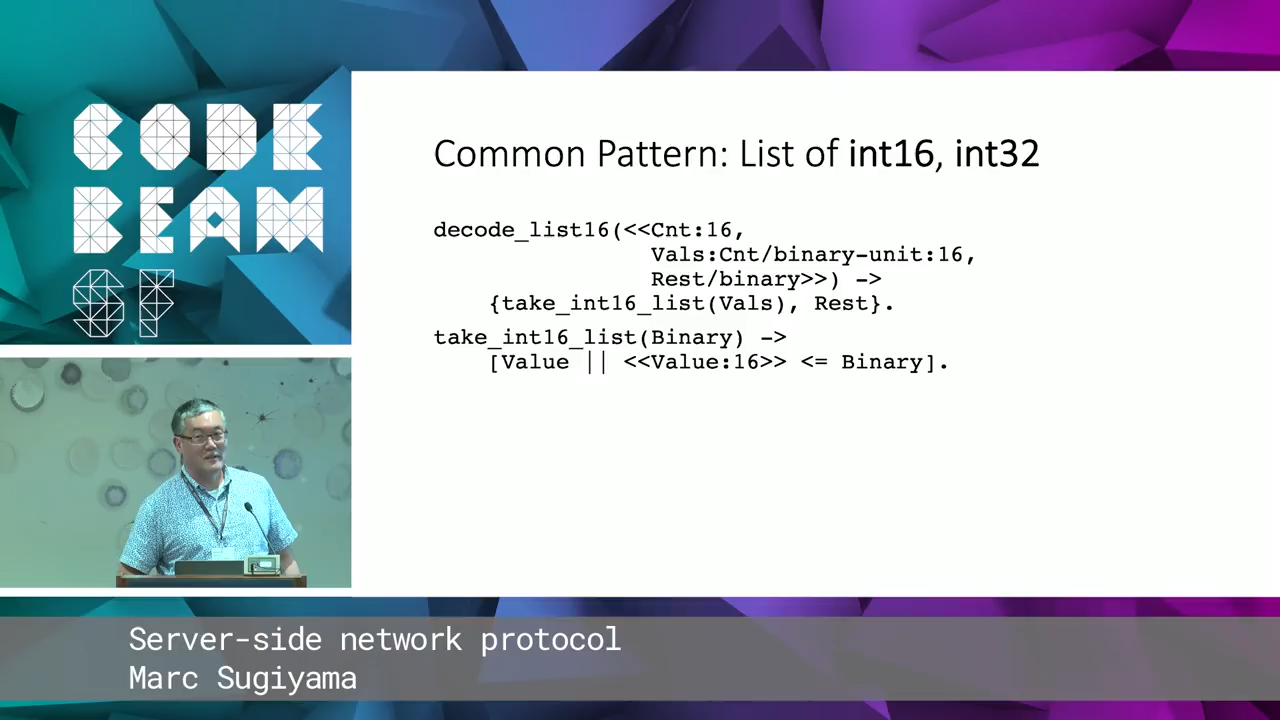 CODE
BEAM
SF
Common Pattern: List of int16, int32
decode_list16(<<Cnt:16,
Vals:Cnt/binary-unit:16,
Rest/binary>>) ->
{take_int16_list(Vals), Rest}.
take_int16_list(Binary) ->
[Value || <<Value:16>> <= Binary].
Server-side network protocol
Marc Sugiyama